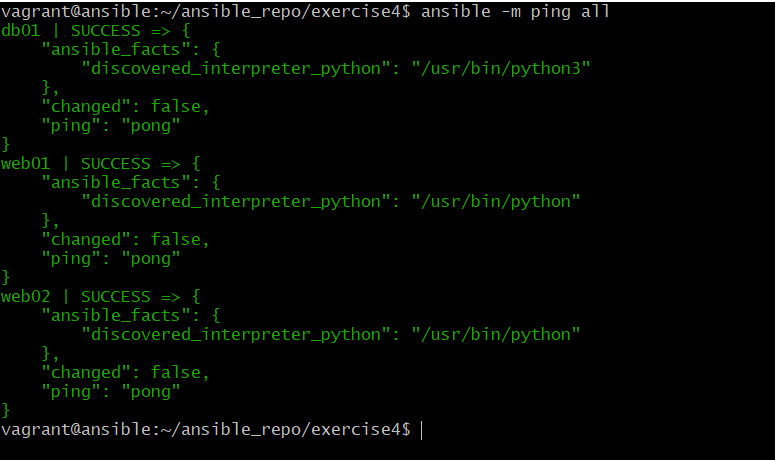 vagrant@ansible:~/ansible_repo/exercise4$ ansible -m ping all
db01 | SUCCESS => {
    "ansible_facts": {
        "discovered_interpreter_python": "/usr/bin/python3"
    },
    "changed": false,
    "ping": "pong"
}
web01 | SUCCESS => {
    "ansible_facts": {
        "discovered_interpreter_python": "/usr/bin/python"
    },
    "changed": false,
    "ping": "pong"
}
web02 | SUCCESS => {
    "ansible_facts": {
        "discovered_interpreter_python": "/usr/bin/python"
    },
    "changed": false,
    "ping": "pong"
}
vagrant@ansible:~/ansible_repo/exercise4$